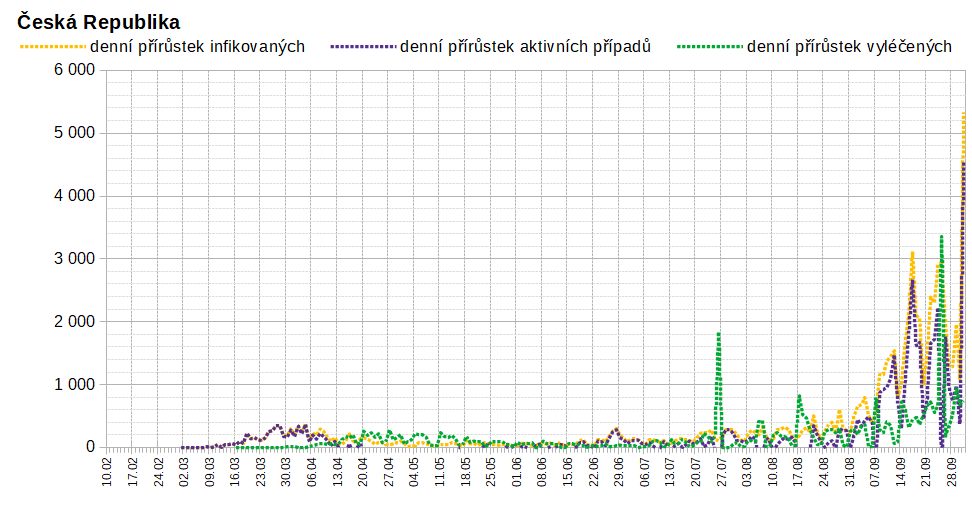 Česká Republika
denní přírůstek infikovaných denní přírůstek aktivních případů denní přírůstek vyléčených
6 000
5 000
4 000
3 000
2 000
1 000
0
10.02 17.02 24.02 02.03 09.03 16.03 23.03 30.03 06.04 13.04 20.04 27.04 04.05 11.05 18.05 25.05 01.06 08.06 15.06 22.06 29.06 06.07 13.07 20.07 27.07 03.08 10.08 17.08 24.08 31.08 07.09 14.09 21.09 28.09